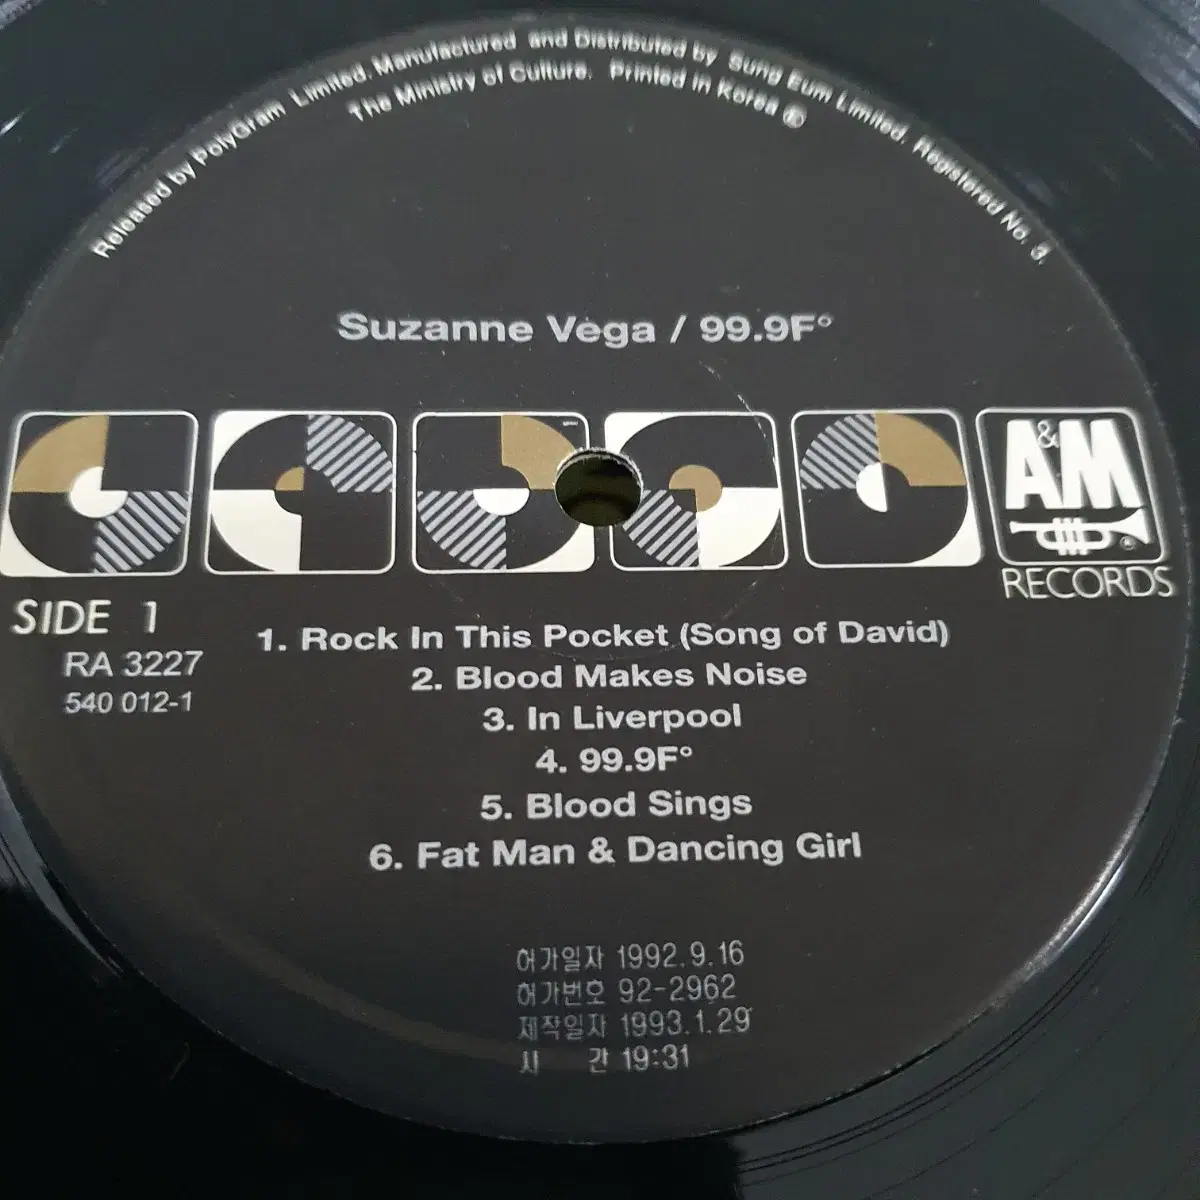 Released by PolyGram Limited. Manufactured and Distributed by Sung Eum Limited. Registered No. 3.
The Ministry of Culture. Printed in Korea Ⓔ
Suzanne Vega / 99.9F°
A&M
RECORDS
SIDE 1
RA 3227
540 012-1
1. Rock In This Pocket (Song of David)
2. Blood Makes Noise
3. In Liverpool
4. 99.9F°
5. Blood Sings
6. Fat Man & Dancing Girl
허가일자 1992.9.16
허가번호 92-2962
제작일자 1993.1.29
시 간 19:31